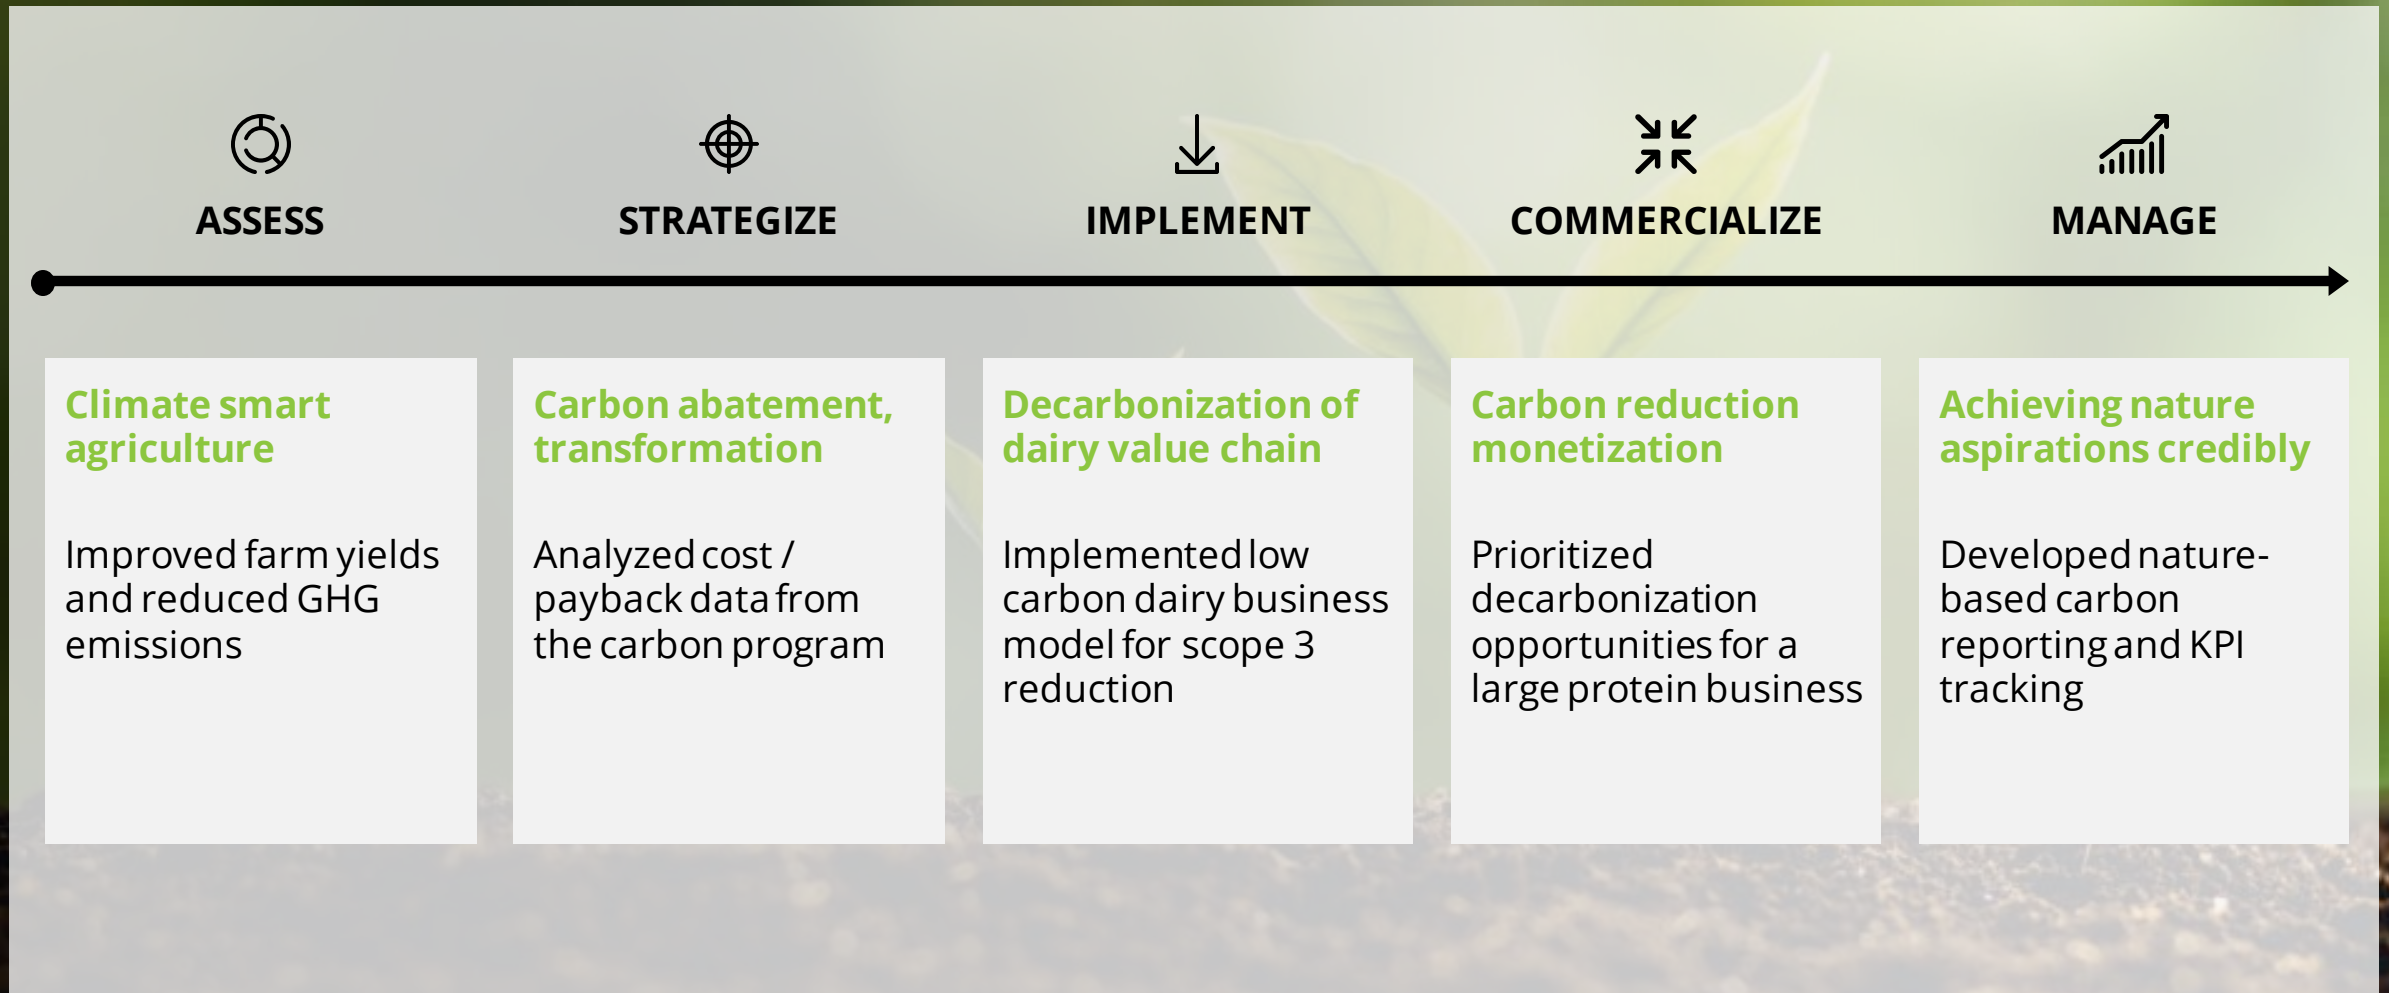 ASSESS
STRATEGIZE
IMPLEMENT
COMMERCIALIZE
MANAGE
Climate smart
agriculture
Improved farm yields
and reduced GHG
emissions
Carbon abatement,
transformation
Analyzed cost /
payback data from
the carbon program
Decarbonization of
dairy value chain
Implemented low
carbon dairy business
model for scope 3
reduction
Carbon reduction
monetization
Prioritized
decarbonization
opportunities for a
large protein business
Achieving nature
aspirations credibly
Developed nature-
based carbon
reporting and KPI
tracking